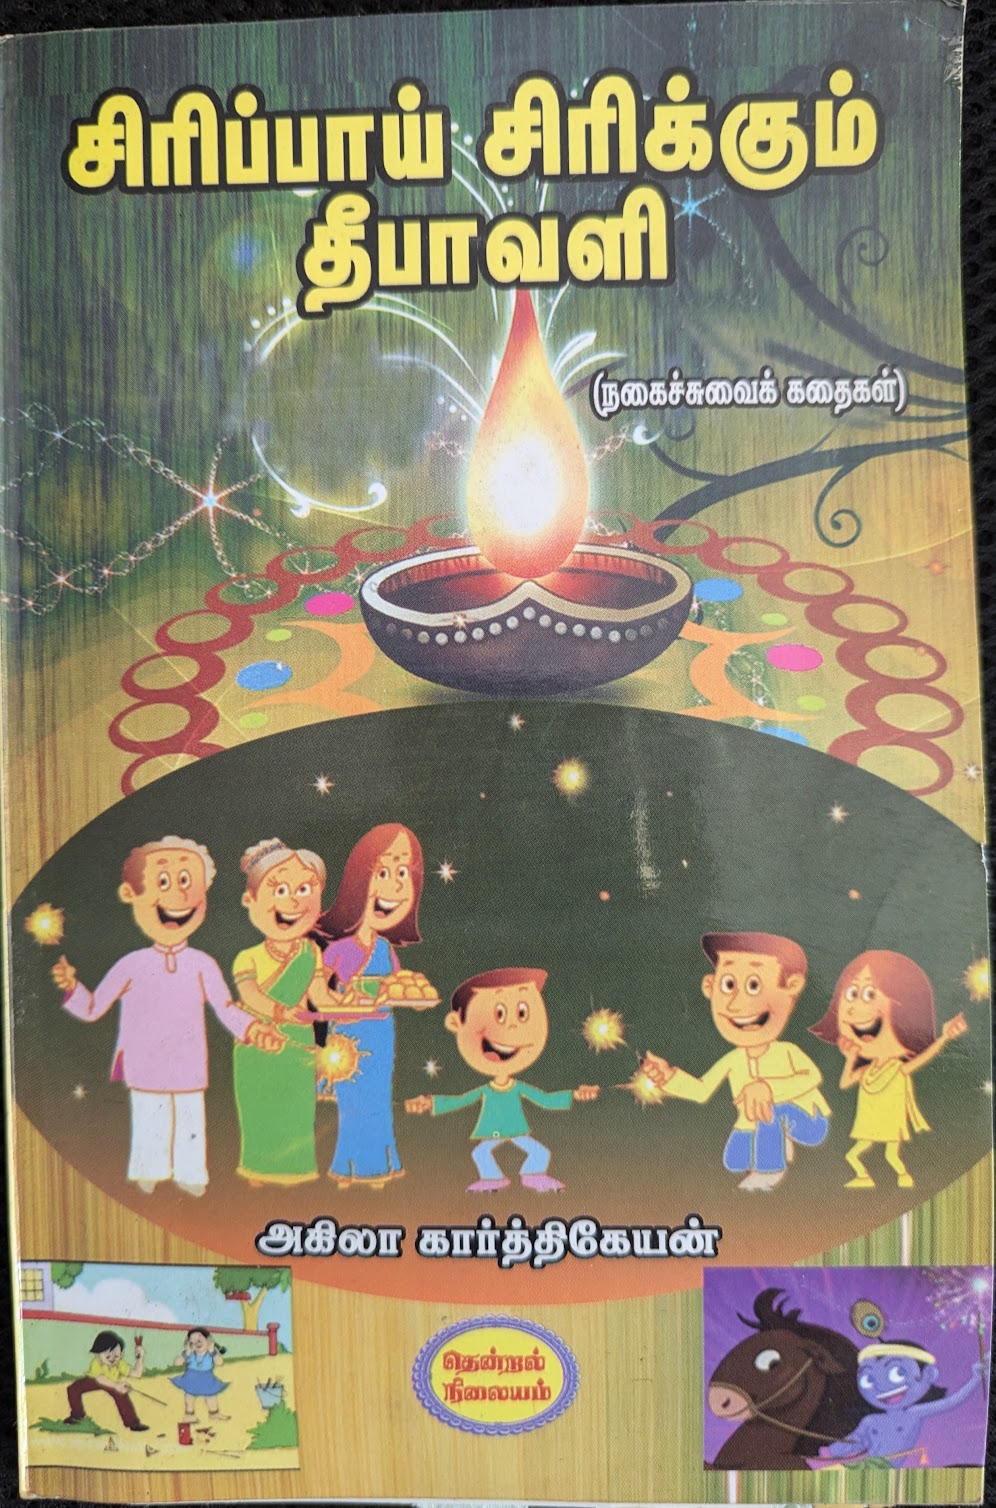 சிரிப்பாய் சிரிக்கும்
தீபாவளி
(நகைச்சுவைக் கதைகள்)
அகிலா கார்த்திகேயன்
தென்றல்
நிலையம்